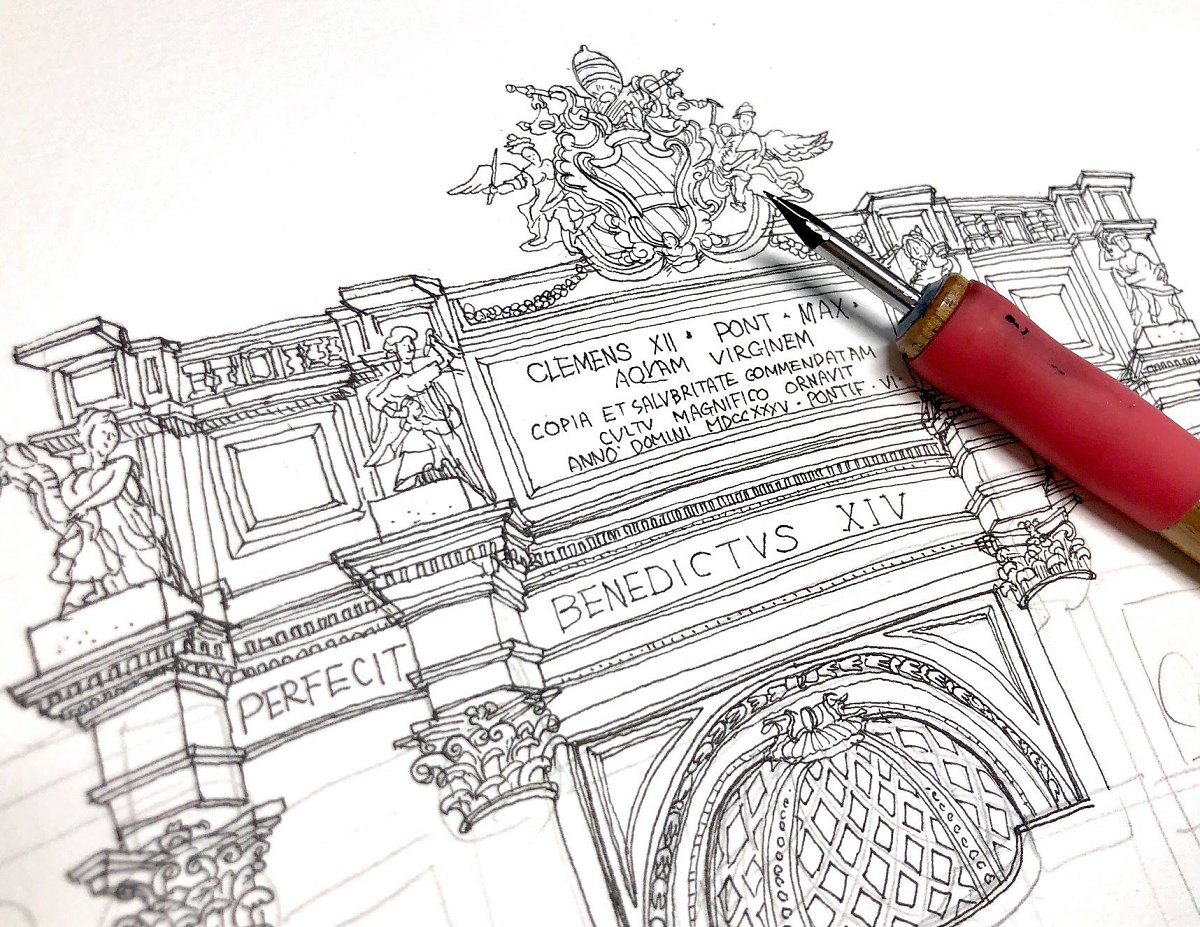 CLEMENS XII · PONT · MAX ·
AQVAM VIRGINEM
COPIA ET SALVBRITATE COMMENDATAM
CVLTV MAGNIFICO ORNAVIT
ANNO · DOMINI MDCCXXXV · PONTIF · VI ·
PERFECIT BENEDICTVS XIV